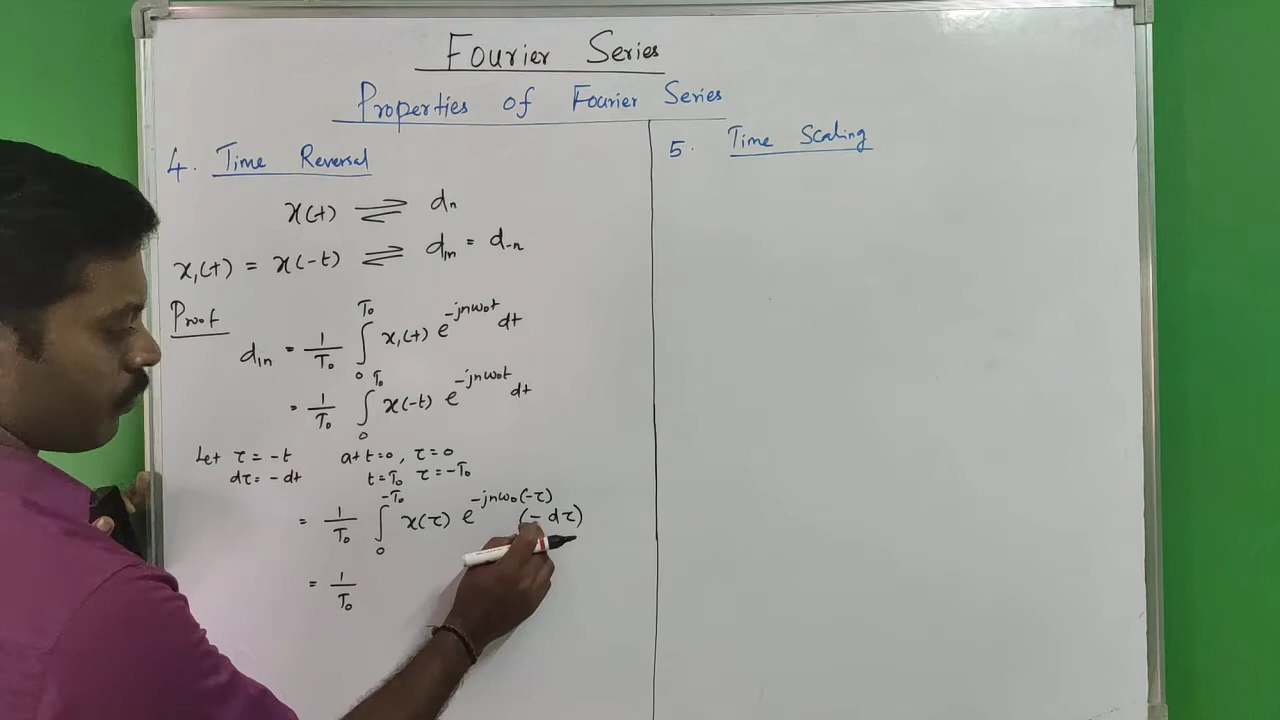 Fourier Series
Properties of Fourier Series
4. Time Reversal
x(t) ⇌ dn
x₁(t) = x(-t) ⇌ d₁n = d-n
Proof
d₁n = 1/T₀ ∫₀^T₀ x₁(t) e^-jnω₀t dt
= 1/T₀ ∫₀^T₀ x(-t) e^-jnω₀t dt
Let τ = -t at t=0, τ=0
dτ = -dt t=T₀ τ=-T₀
= 1/T₀ ∫₀^-T₀ x(τ) e^-jnω₀(-τ) (-dτ)
= 1/T₀
5. Time Scaling